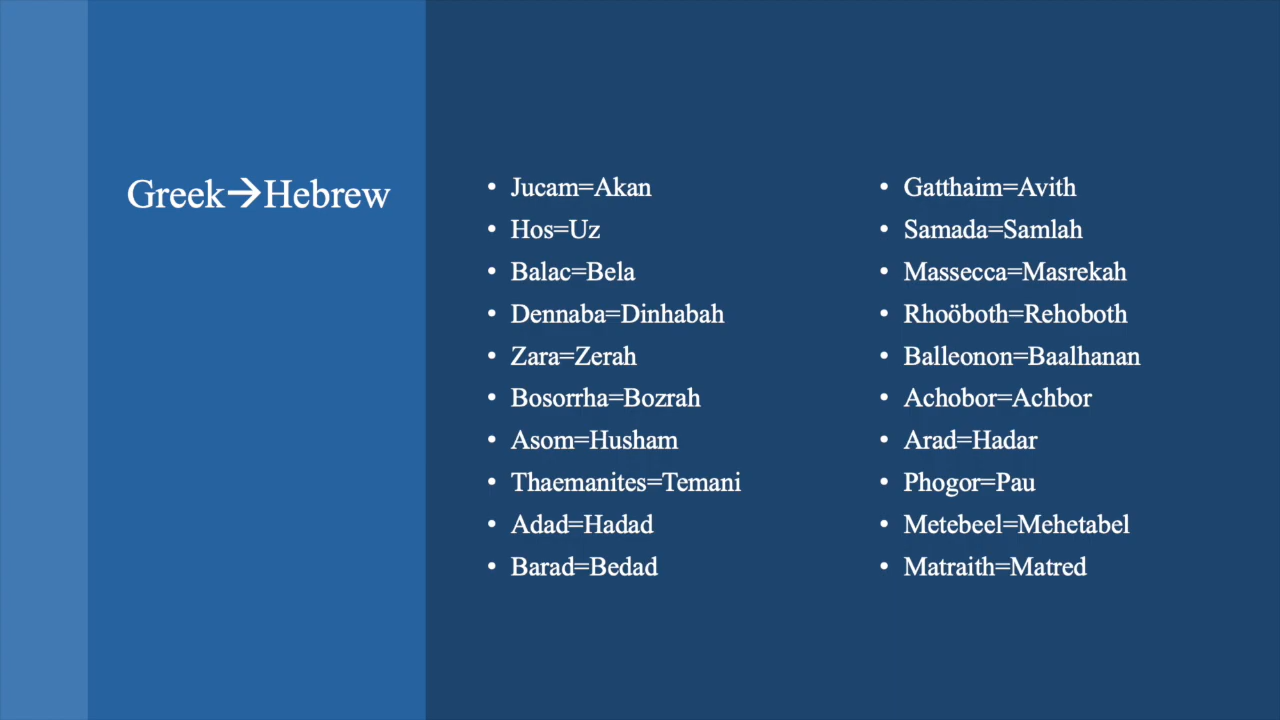 Greek→Hebrew
• Jucam=Akan
• Hos=Uz
• Balac=Bela
• Dennaba=Dinhabah
• Zara=Zerah
• Bosorrha=Bozrah
• Asom=Husham
• Thaemanites=Temani
• Adad=Hadad
• Barad=Bedad
• Gatthaim=Avith
• Samada=Samlah
• Massecca=Masrekah
• Rhoöboth=Rehoboth
• Balleonon=Baalhanan
• Achobor=Achbor
• Arad=Hadar
• Phogor=Pau
• Metebeel=Mehetabel
• Matraith=Matred